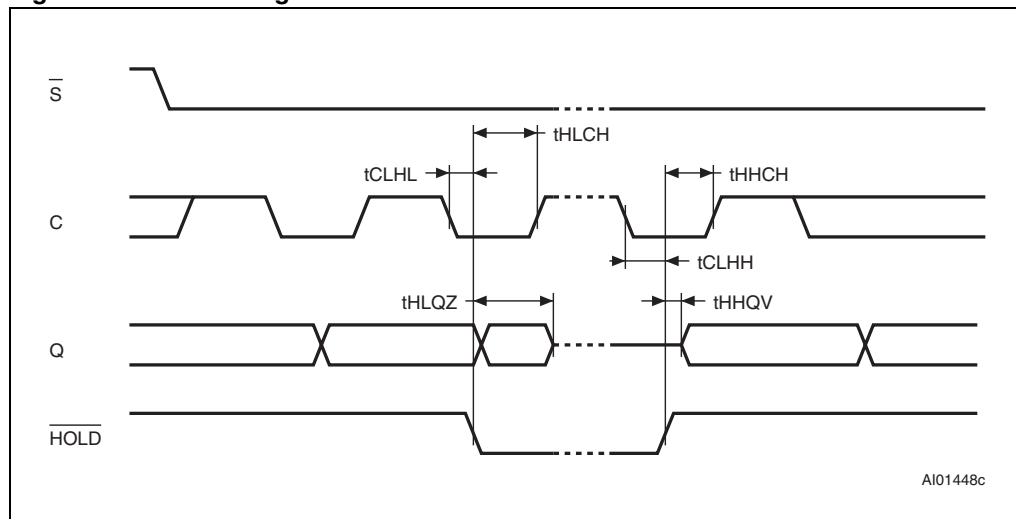 S
tHLCH
tCLHL
tHHCH
C
tCLHH
tHLQZ
tHHQV
Q
HOLD
AI01448c